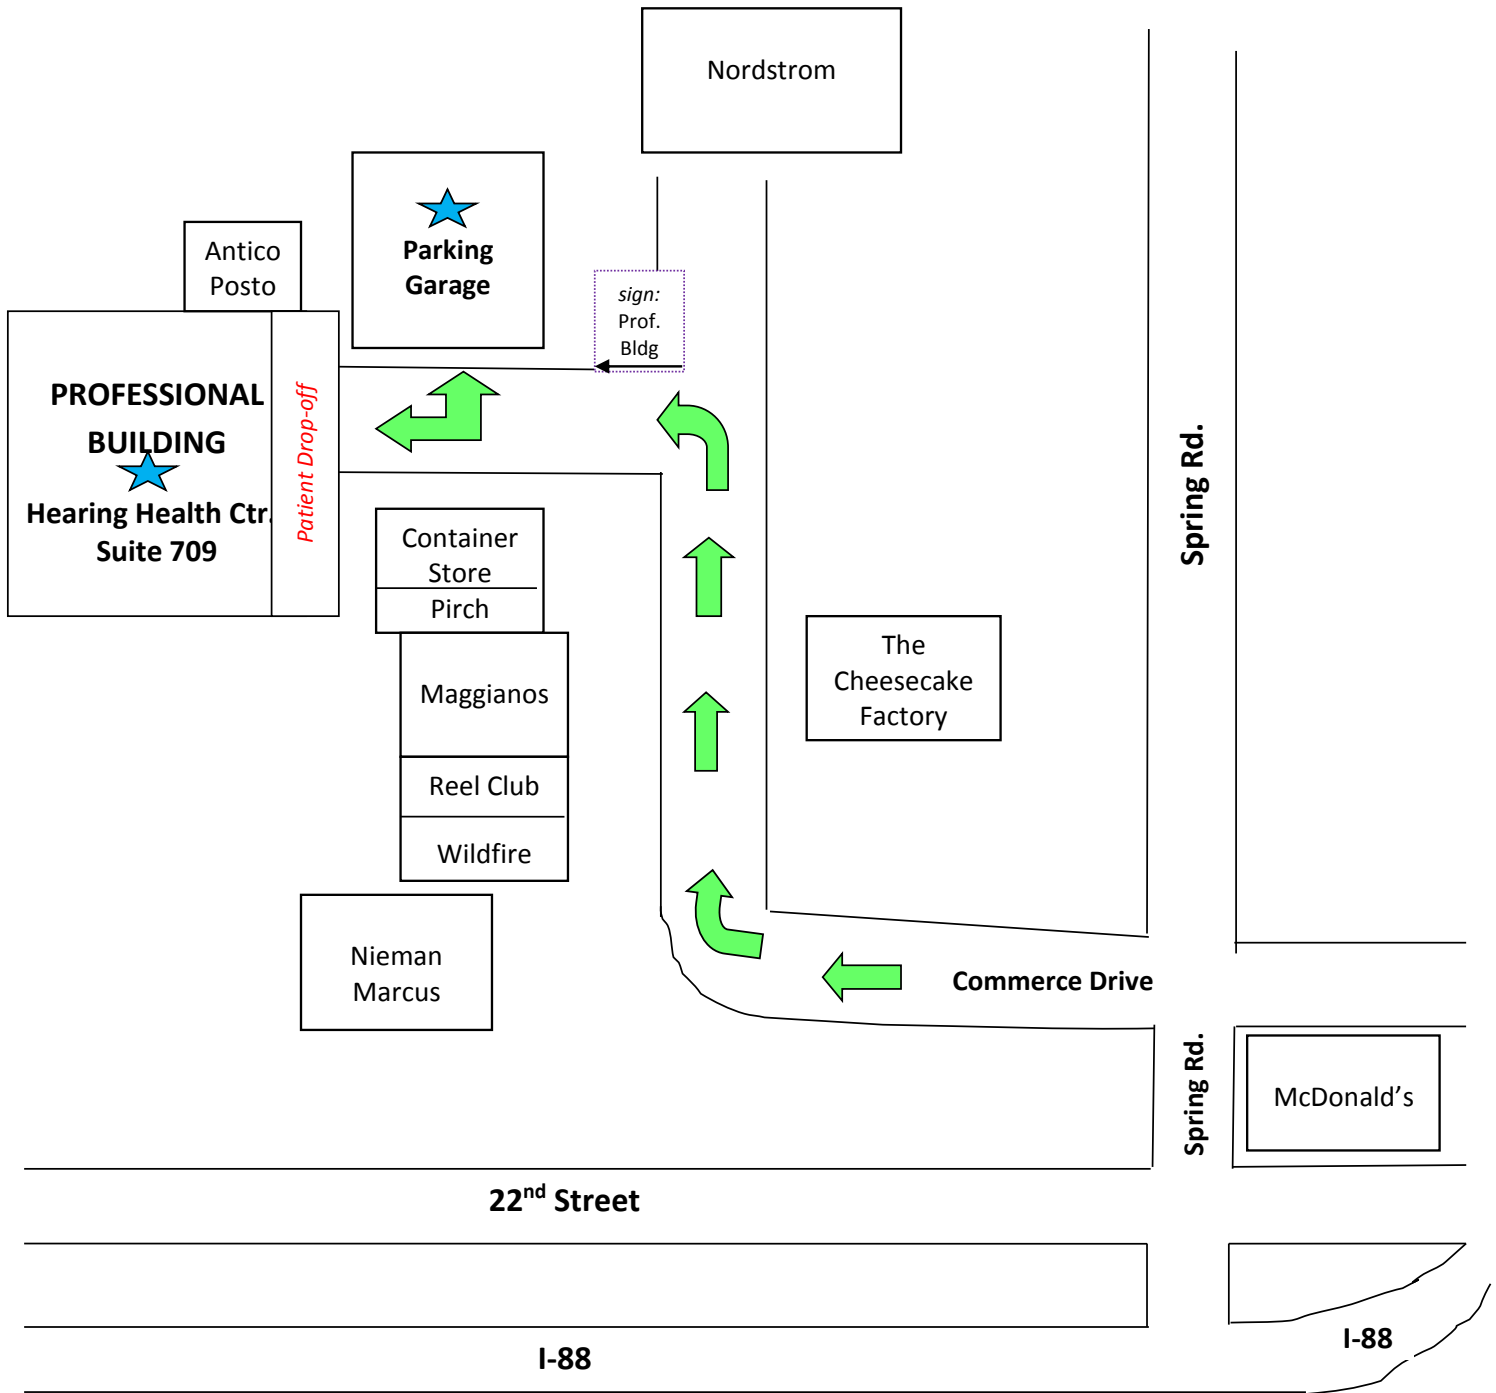 Nordstrom
Parking
Garage
Antico
Posto
sign:
Prof.
Bldg
PROFESSIONAL
BUILDING
Hearing Health Ctr.
Suite 709
Patient Drop-off
Spring Rd.
Container
Store
Pirch
The
Cheesecake
Factory
Maggianos
Reel Club
Wildfire
Nieman
Marcus
Commerce Drive
Spring Rd.
McDonald’s
22nd Street
I-88
I-88